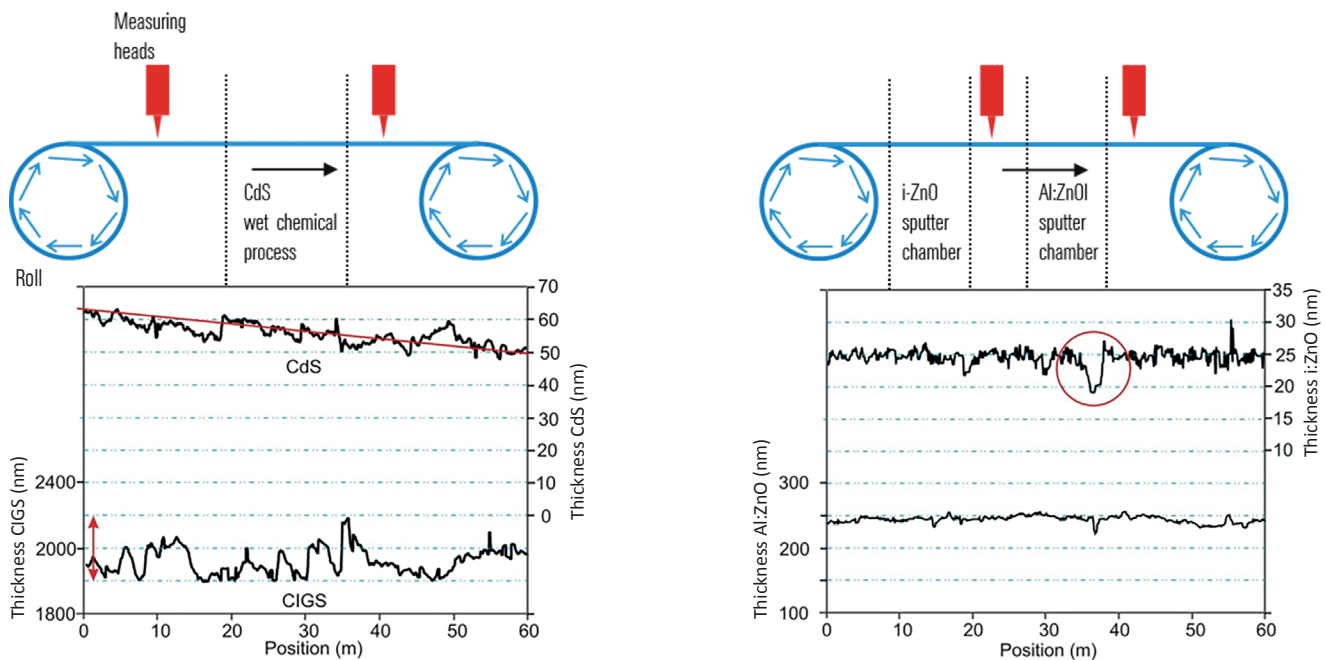 Measuring
heads
CdS
wet chemical
process
Roll
i-ZnO
sputter
chamber
Al:ZnOl
sputter
chamber
Thickness CIGS (nm)
2400
2000
1800
CdS
CIGS
70
60
50
40
30
20
10
0
Thickness CdS (nm)
0 10 20 30 40 50 60
Position (m)
Thickness Al:ZnO (nm)
300
200
100
35
30
25
20
15
10
Thickness i:ZnO (nm)
0 10 20 30 40 50 60
Position (m)